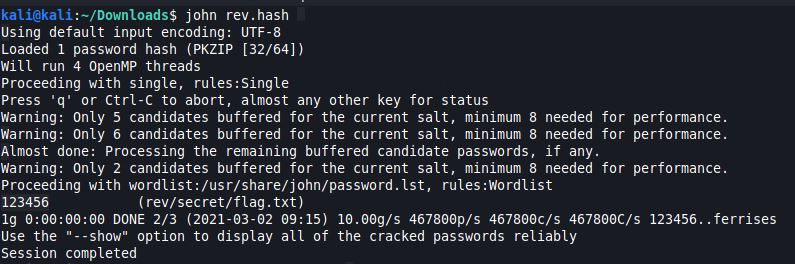 kali@kali:~/Downloads$ john rev.hash
Using default input encoding: UTF-8
Loaded 1 password hash (PKZIP [32/64])
Will run 4 OpenMP threads
Proceeding with single, rules:Single
Press 'q' or Ctrl-C to abort, almost any other key for status
Warning: Only 5 candidates buffered for the current salt, minimum 8 needed for performance.
Warning: Only 6 candidates buffered for the current salt, minimum 8 needed for performance.
Almost done: Processing the remaining buffered candidate passwords, if any.
Warning: Only 2 candidates buffered for the current salt, minimum 8 needed for performance.
Proceeding with wordlist:/usr/share/john/password.lst, rules:Wordlist
123456           (rev/secret/flag.txt)
1g 0:00:00:00 DONE 2/3 (2021-03-02 09:15) 10.00g/s 467800p/s 467800c/s 467800C/s 123456..ferrises
Use the "--show" option to display all of the cracked passwords reliably
Session completed